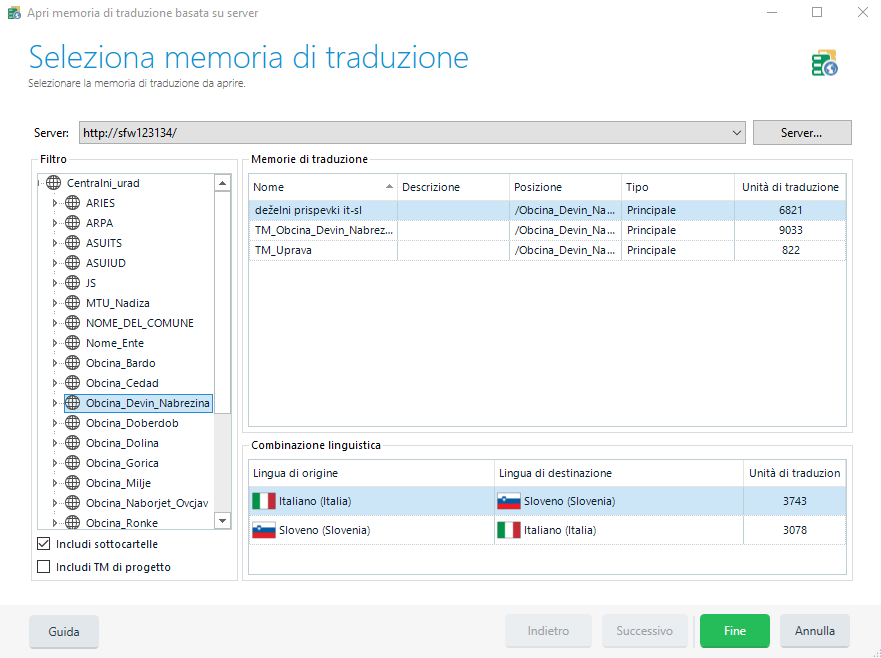 Apri memoria di traduzione basata su server
Seleziona memoria di traduzione
Selezionare la memoria di traduzione da aprire.
Server: http://sfw123134/ Server...
Filtro
Centralni_urad
ARIES
ARPA
ASUITS
ASUIUD
JS
MTU_Nadiza
NOME_DEL_COMUNE
Nome_Ente
Obcina_Bardo
Obcina_Cedad
Obcina_Devin_Nabrezina
Obcina_Doberdob
Obcina_Dolina
Obcina_Gorica
Obcina_Milje
Obcina_Naborjet_Ovcjav
Obcina_Ronke
Includi sottocartelle
Includi TM di progetto
Memorie di traduzione
Nome Descrizione Posizione Tipo Unità di traduzione
deželni prispevki it-sl /Obcina_Devin_Na... Principale 6821
TM_Obcina_Devin_Nabrez... /Obcina_Devin_Na... Principale 9033
TM_Uprava /Obcina_Devin_Na... Principale 822
Combinazione linguistica
Lingua di origine Lingua di destinazione Unità di traduzion
Italiano (Italia) Sloveno (Slovenia) 3743
Sloveno (Slovenia) Italiano (Italia) 3078
Guida Indietro Successivo Fine Annulla